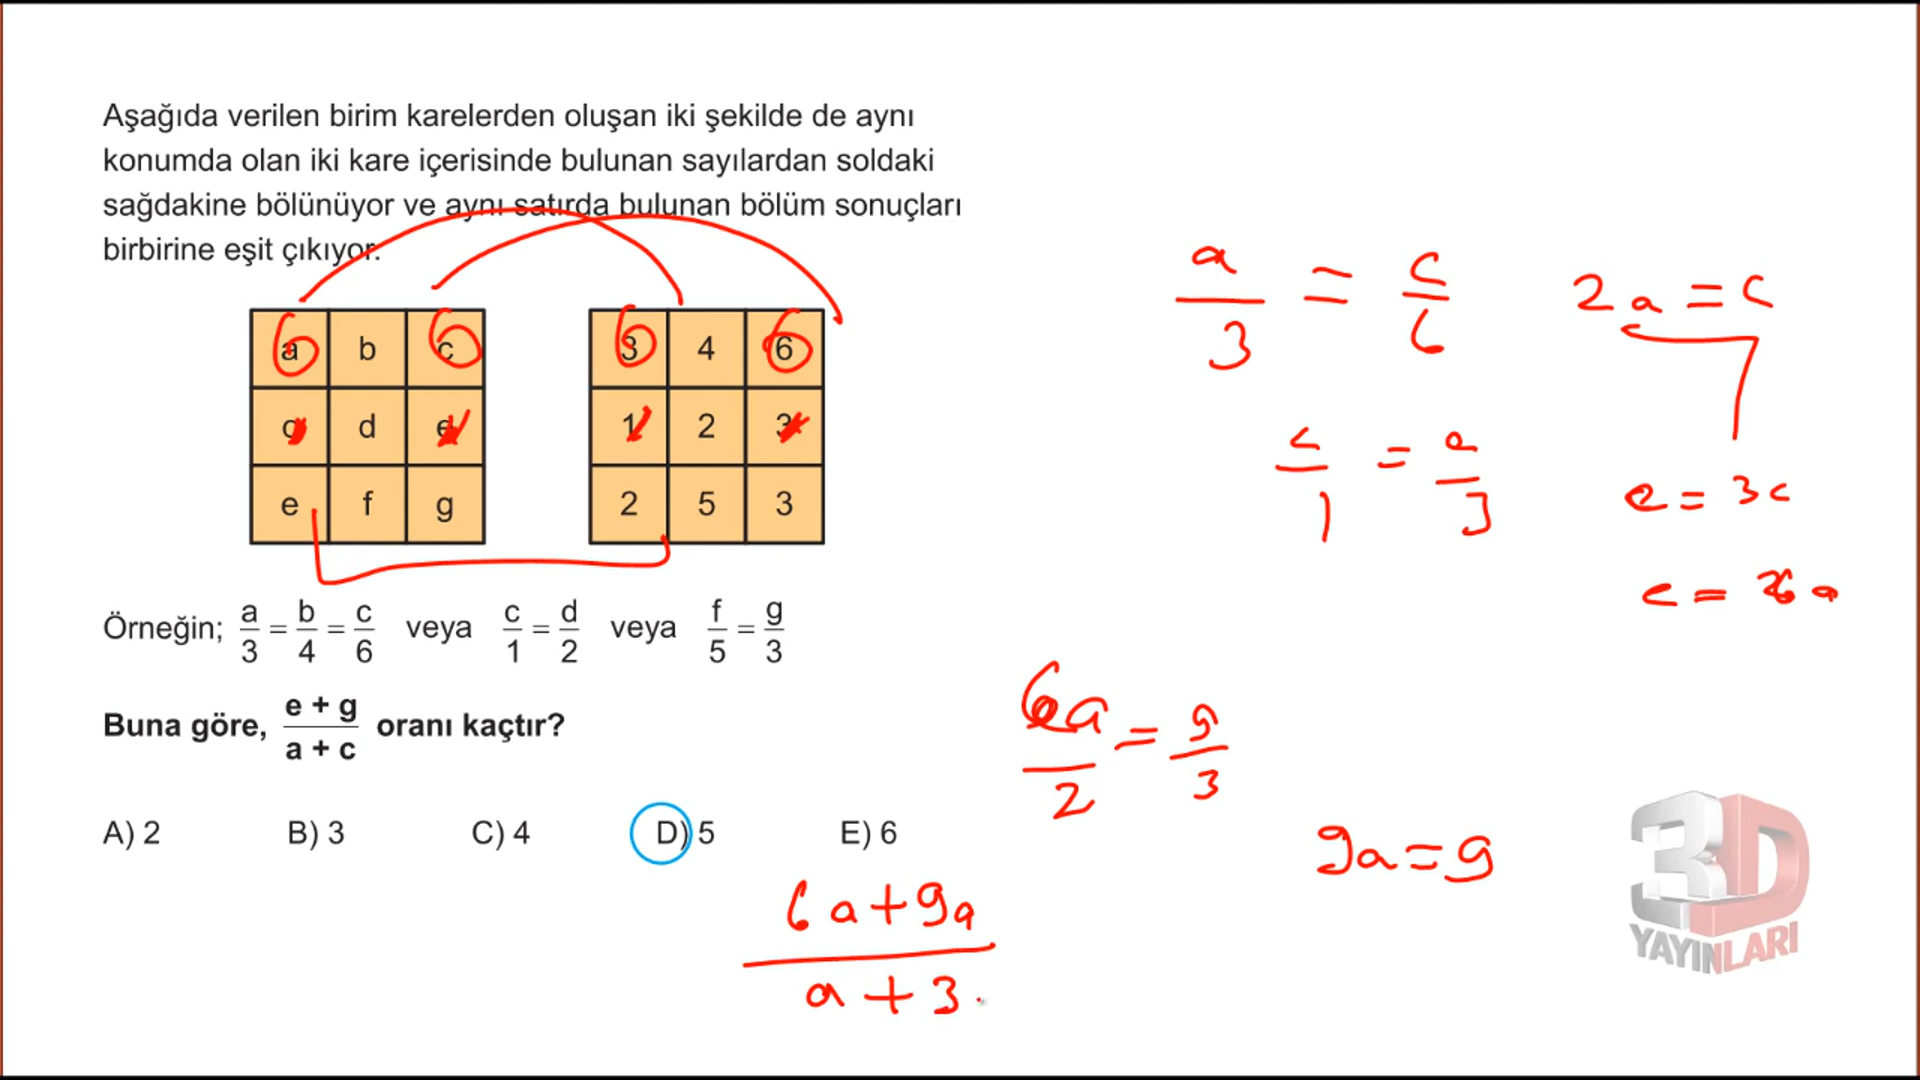 Aşağıda verilen birim karelerden oluşan iki şekilde de aynı
konumda olan iki kare içerisinde bulunan sayılardan soldaki
sağdakine bölünüyor ve aynı satırda bulunan bölüm sonuçları
birbirine eşit çıkıyor.
a b c
c d e
e f g
3 4 6
1 2 3
2 5 3
Örneğin; a/3 = b/4 = c/6 veya c/1 = d/2 veya f/5 = g/3
Buna göre, e + g / a + c oranı kaçtır?
A) 2 B) 3 C) 4 D) 5 E) 6
a/3 = c/6
2a = c
c/1 = e/3
e = 3c
e = 6a
6a/2 = g/3
9a = g
6a + 9a / a + 3
3D
YAYINLARI